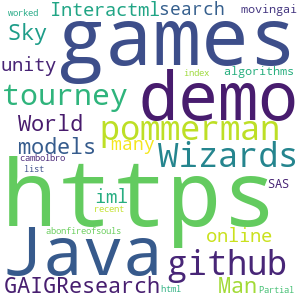 Interactml search movingai
worked
games
Sky
unity algorithms
tourney demo
World pommerman
models many Wizards
index
cambolbro https SAS
list
iml
abonfiresouls online
recent
Java github
GAIGResearch Man
html Partial